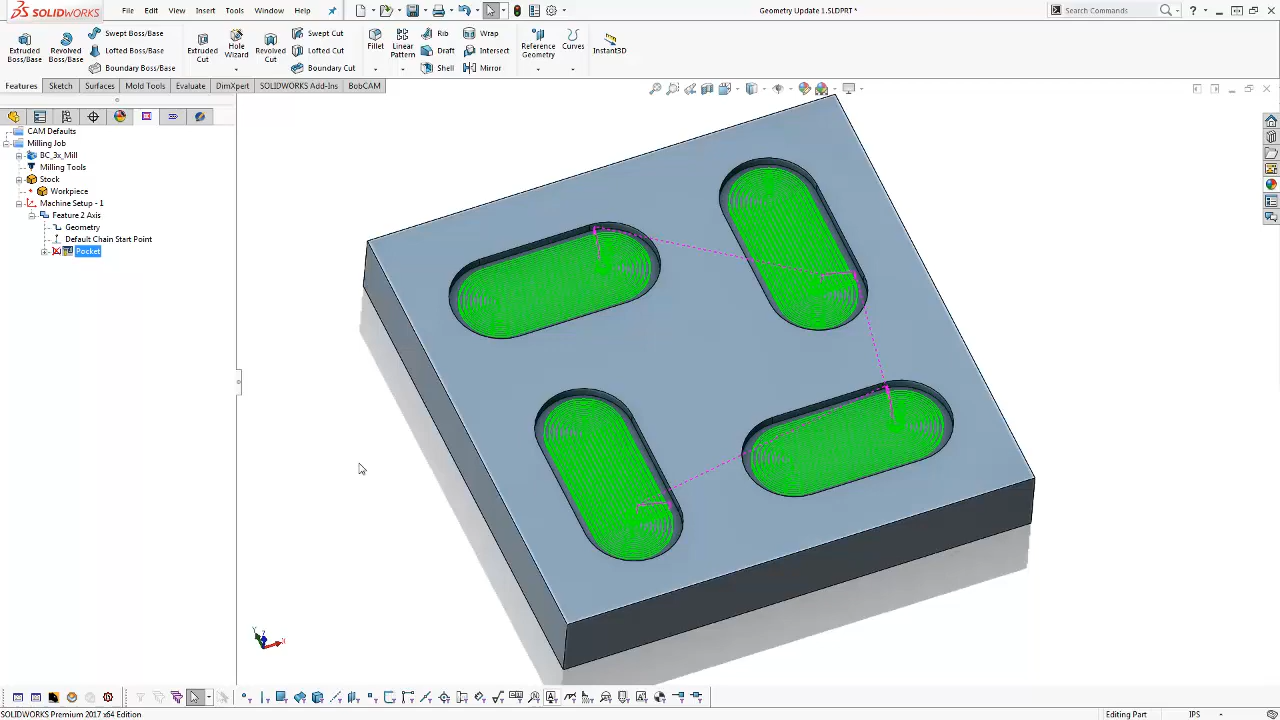 SOLIDWORKS File Edit View Insert Tools Window Help Geometry Update 1.SLDPRT * Search Commands
Extruded Boss/Base Revolved Boss/Base Swept Boss/Base Lofted Boss/Base Boundary Boss/Base Extruded Cut Hole Wizard Revolved Cut Swept Cut Lofted Cut Boundary Cut Fillet Linear Pattern Rib Draft Shell Wrap Intersect Mirror Reference Geometry Curves Instant3D
Features Sketch Surfaces Mold Tools Evaluate DimXpert SOLIDWORKS Add-Ins BobCAM
CAM Defaults
Milling Job
BC_3x_Mill
Milling Tools
Stock
Workpiece
Machine Setup - 1
Feature 2 Axis
Geometry
Default Chain Start Point
Pocket
Y Z X
SOLIDWORKS Premium 2017 x64 Edition Editing Part IPS